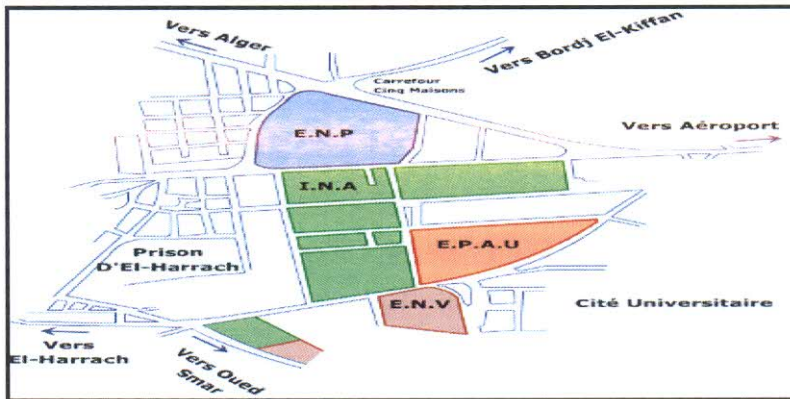 Vers Alger
Vers Bordj El-Kiffan
Carrefour
Cinq Maisons
E.N.P
Vers Aéroport
I.N.A
E.P.A.U
Prison
D'El-Harrach
E.N.V
Cité Universitaire
Vers
El-Harrach
Vers Oued
Smar